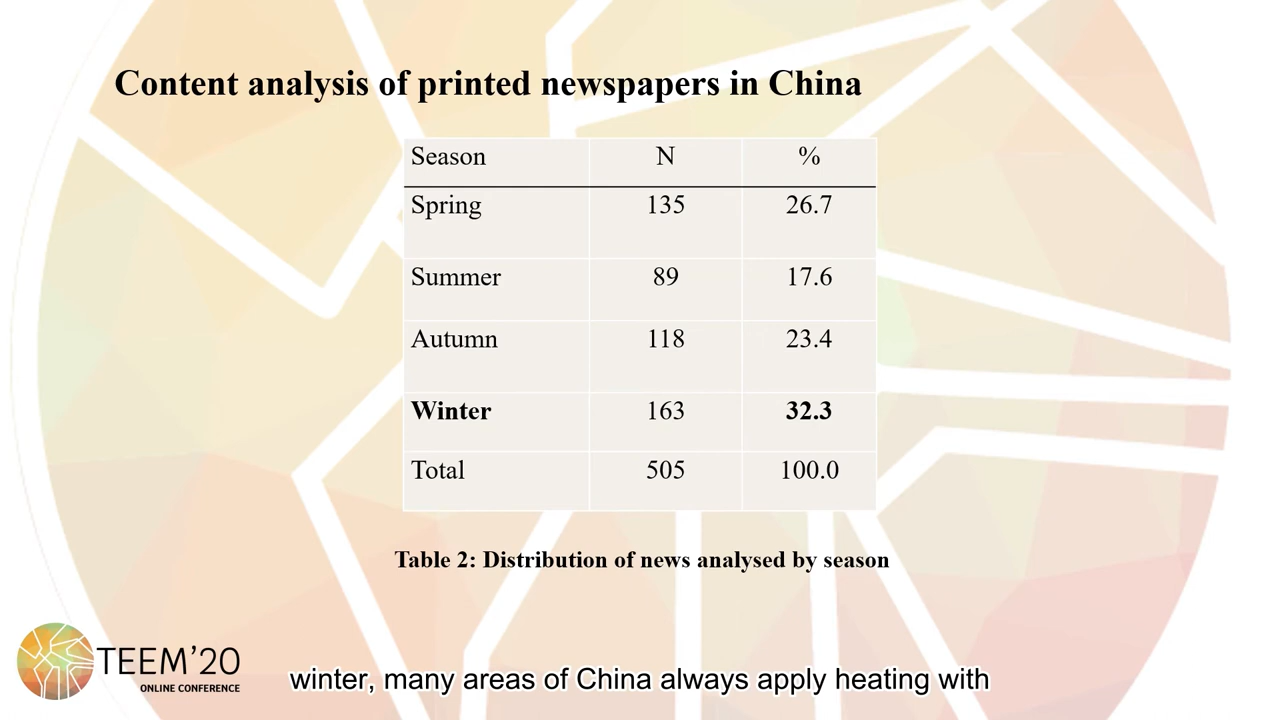 Content analysis of printed newspapers in China
Season N %
Spring 135 26.7
Summer 89 17.6
Autumn 118 23.4
Winter 163 32.3
Total 505 100.0
Table 2: Distribution of news analysed by season
TEEM’20
ONLINE CONFERENCE
winter, many areas of China always apply heating with